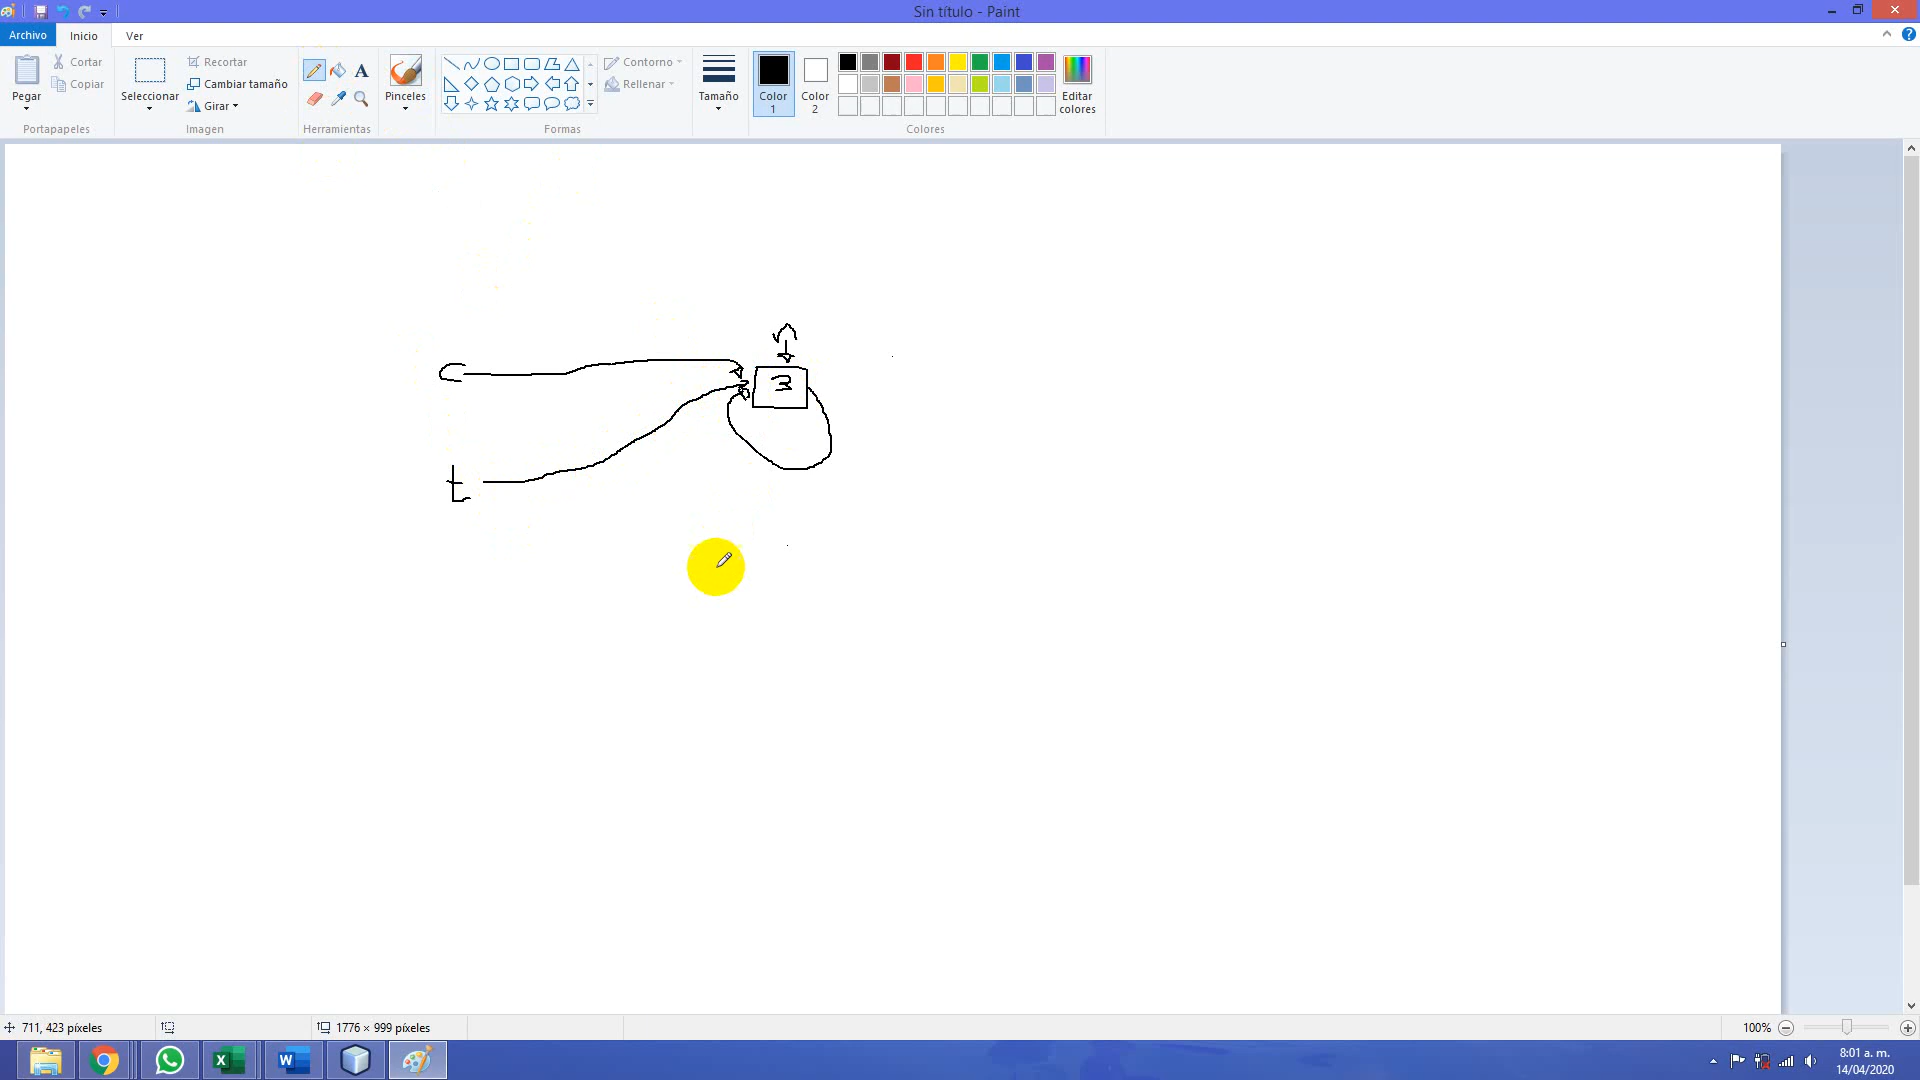 Sin título - Paint
Archivo Inicio Ver
Pegar
Cortar
Copiar
Portapapeles
Seleccionar
Recortar
Cambiar tamaño
Girar
Imagen
A
Herramientas
Pinceles
Formas
Contorno
Rellenar
Tamaño
Color 1
Color 2
Colores
Editar colores
C
3
t
711, 423 píxeles
1776 × 999 píxeles
100%
8:01 a. m.
14/04/2020